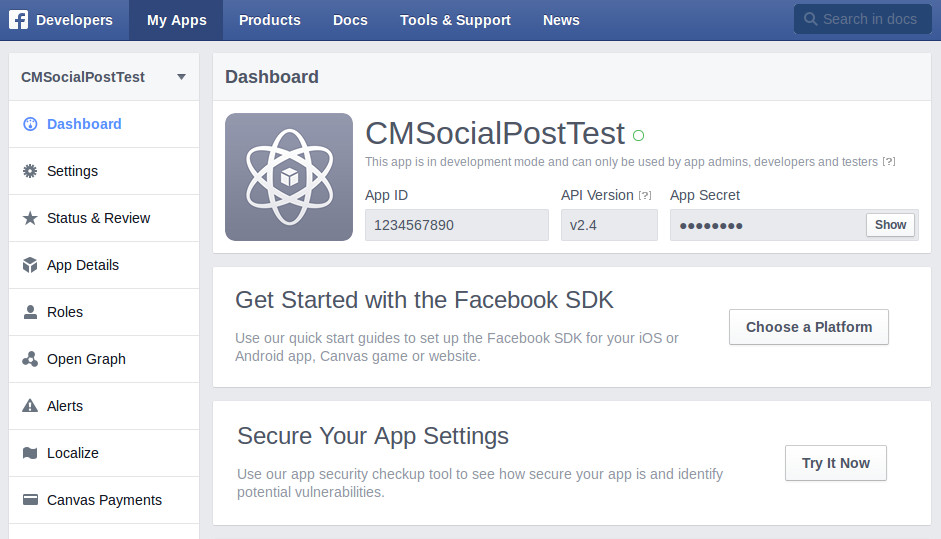 Developers
My Apps
Products
Docs
Tools & Support
News
Search in docs
CMSocialPostTest
Dashboard
Settings
Status & Review
App Details
Roles
Open Graph
Alerts
Localize
Canvas Payments
Dashboard
CMSocialPostTest
This app is in development mode and can only be used by app admins, developers and testers [?]
App ID
API Version [?]
App Secret
1234567890
v2.4
●●●●●●●●
Show
Get Started with the Facebook SDK
Use our quick start guides to set up the Facebook SDK for your iOS or
Android app, Canvas game or website.
Choose a Platform
Secure Your App Settings
Use our app security checkup tool to see how secure your app is and identify
potential vulnerabilities.
Try It Now